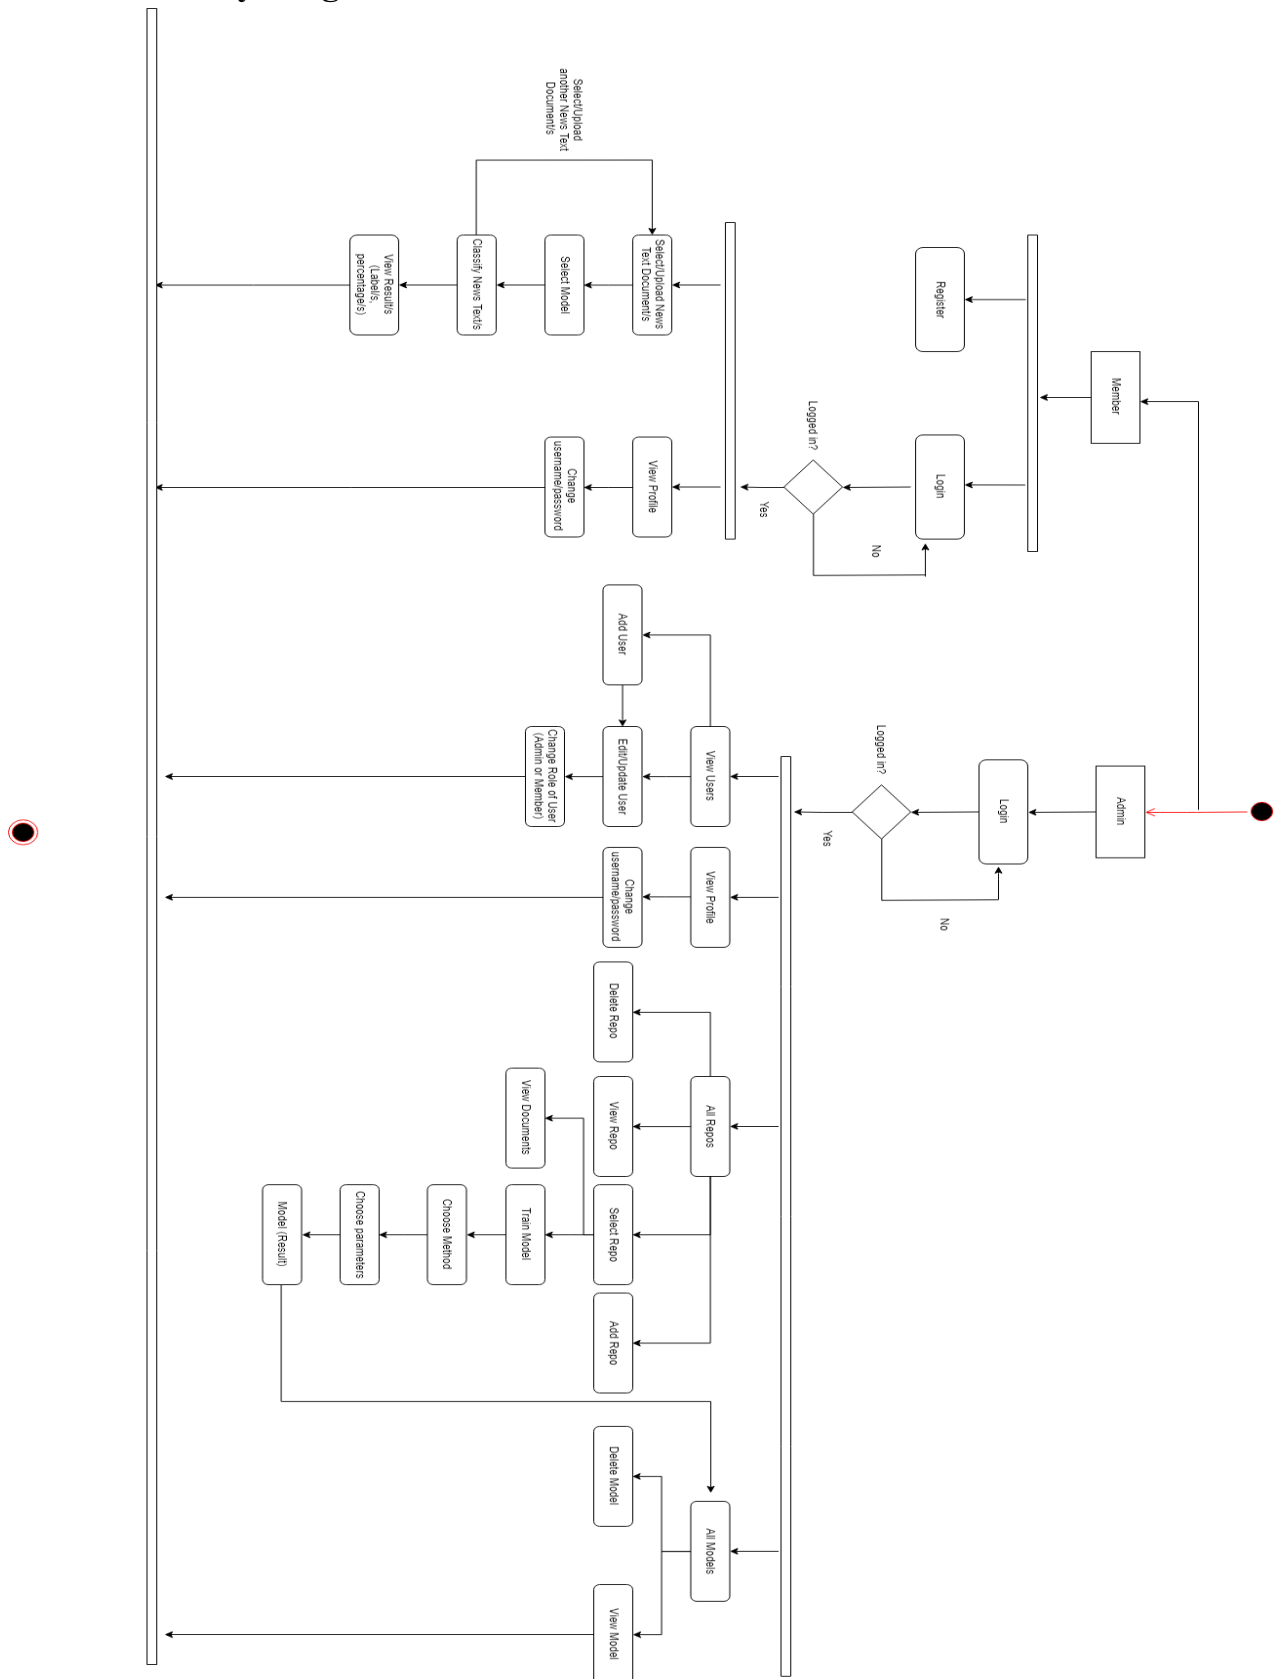 Member
Admin
Register
Login
Login
Logged in?
No
Yes
Logged in?
No
Yes
Select/Upload News
Text Document/s
Select Model
Classify News Text/s
Select/Upload
another News Text
Document/s
View Result/s
(Label/s,
percentage/s)
View Profile
Change
username/password
View Users
Add User
Edit/Update User
Change Role of User
(Admin or Member)
View Profile
Change
username/password
All Repos
Delete Repo
View Repo
Select Repo
Add Repo
View Documents
Train Model
Choose Method
Choose parameters
Model (Result)
All Models
Delete Model
View Model